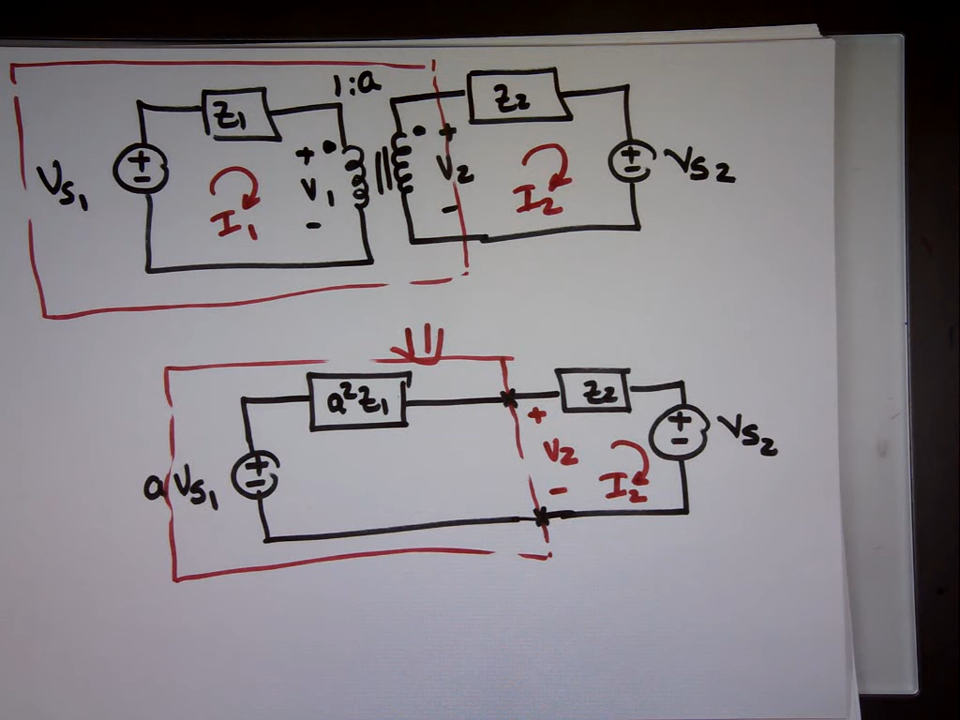 1:a
Z₁
Z₂
+
+
+
+
-
-
V₁
V₂
VS₁
VS₂
I₁
I₂
-
-
a²Z₁
Z₂
+
+
+
-
-
V₂
VS₂
aVS₁
-
I₂